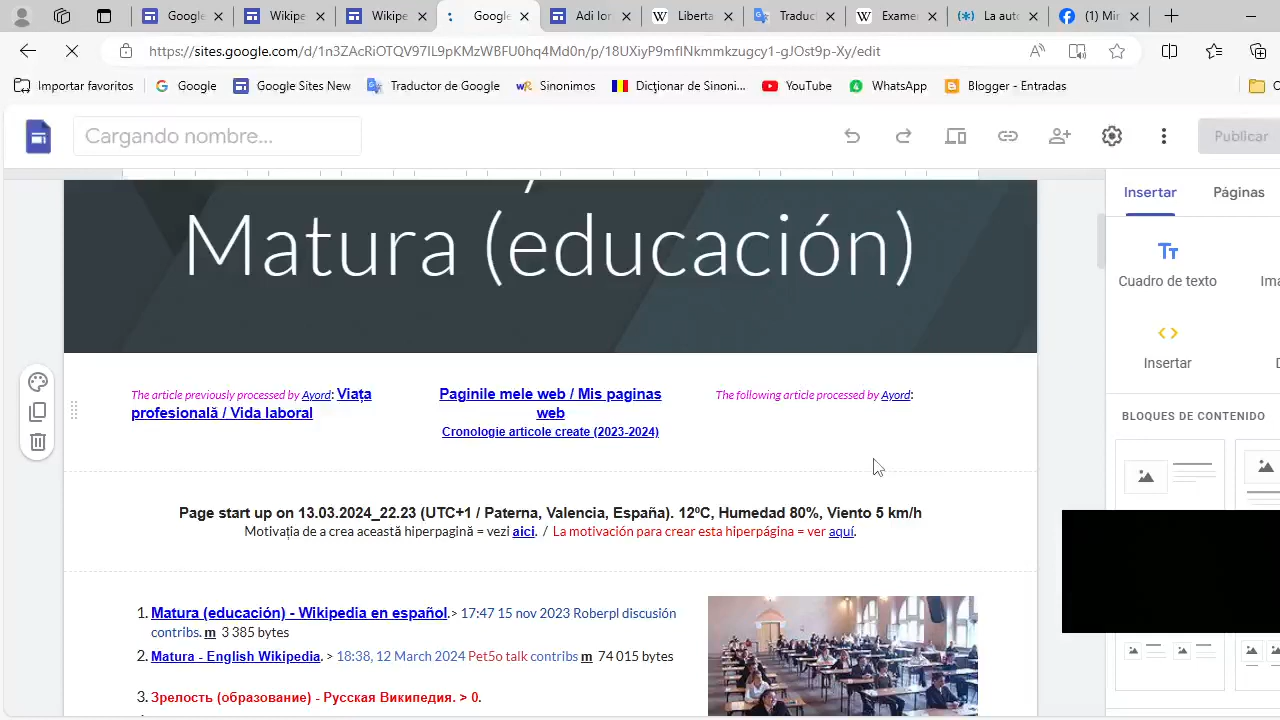 Google
Wikipe
Wikipe
Google
Adi Ior
Liberta
Traduct
Exame
La aut
(1) Mir
https://sites.google.com/d/1n3ZAcRiOTQV97IL9pKMzWBFU0hq4Md0n/p/18UXiyP9mflNkmmkzugcy1-gJOst9p-Xy/edit
Importar favoritos
Google
Google Sites New
Traductor de Google
Sinonimos
Dicţionar de Sinoni...
YouTube
WhatsApp
Blogger - Entradas
Cargando nombre...
Publicar
Matura (educación)
Insertar Páginas
Cuadro de texto
Insertar
BLOQUES DE CONTENIDO
The article previously processed by Ayord: Viața
profesională / Vida laboral
Paginile mele web / Mis paginas
web
Cronologie articole create (2023-2024)
The following article processed by Ayord:
Page start up on 13.03.2024_22.23 (UTC+1 / Paterna, Valencia, España). 12ºC, Humedad 80%, Viento 5 km/h
Motivația de a crea această hiperpagină = vezi aici. / La motivación para crear esta hiperpágina = ver aquí.
1. Matura (educación) - Wikipedia en español.> 17:47 15 nov 2023 Roberpl discusión
contribs. m 3 385 bytes
2. Matura - English Wikipedia. > 18:38, 12 March 2024 Pet5o talk contribs m 74 015 bytes
3. Зрелость (образование) - Русская Википедия. > 0.